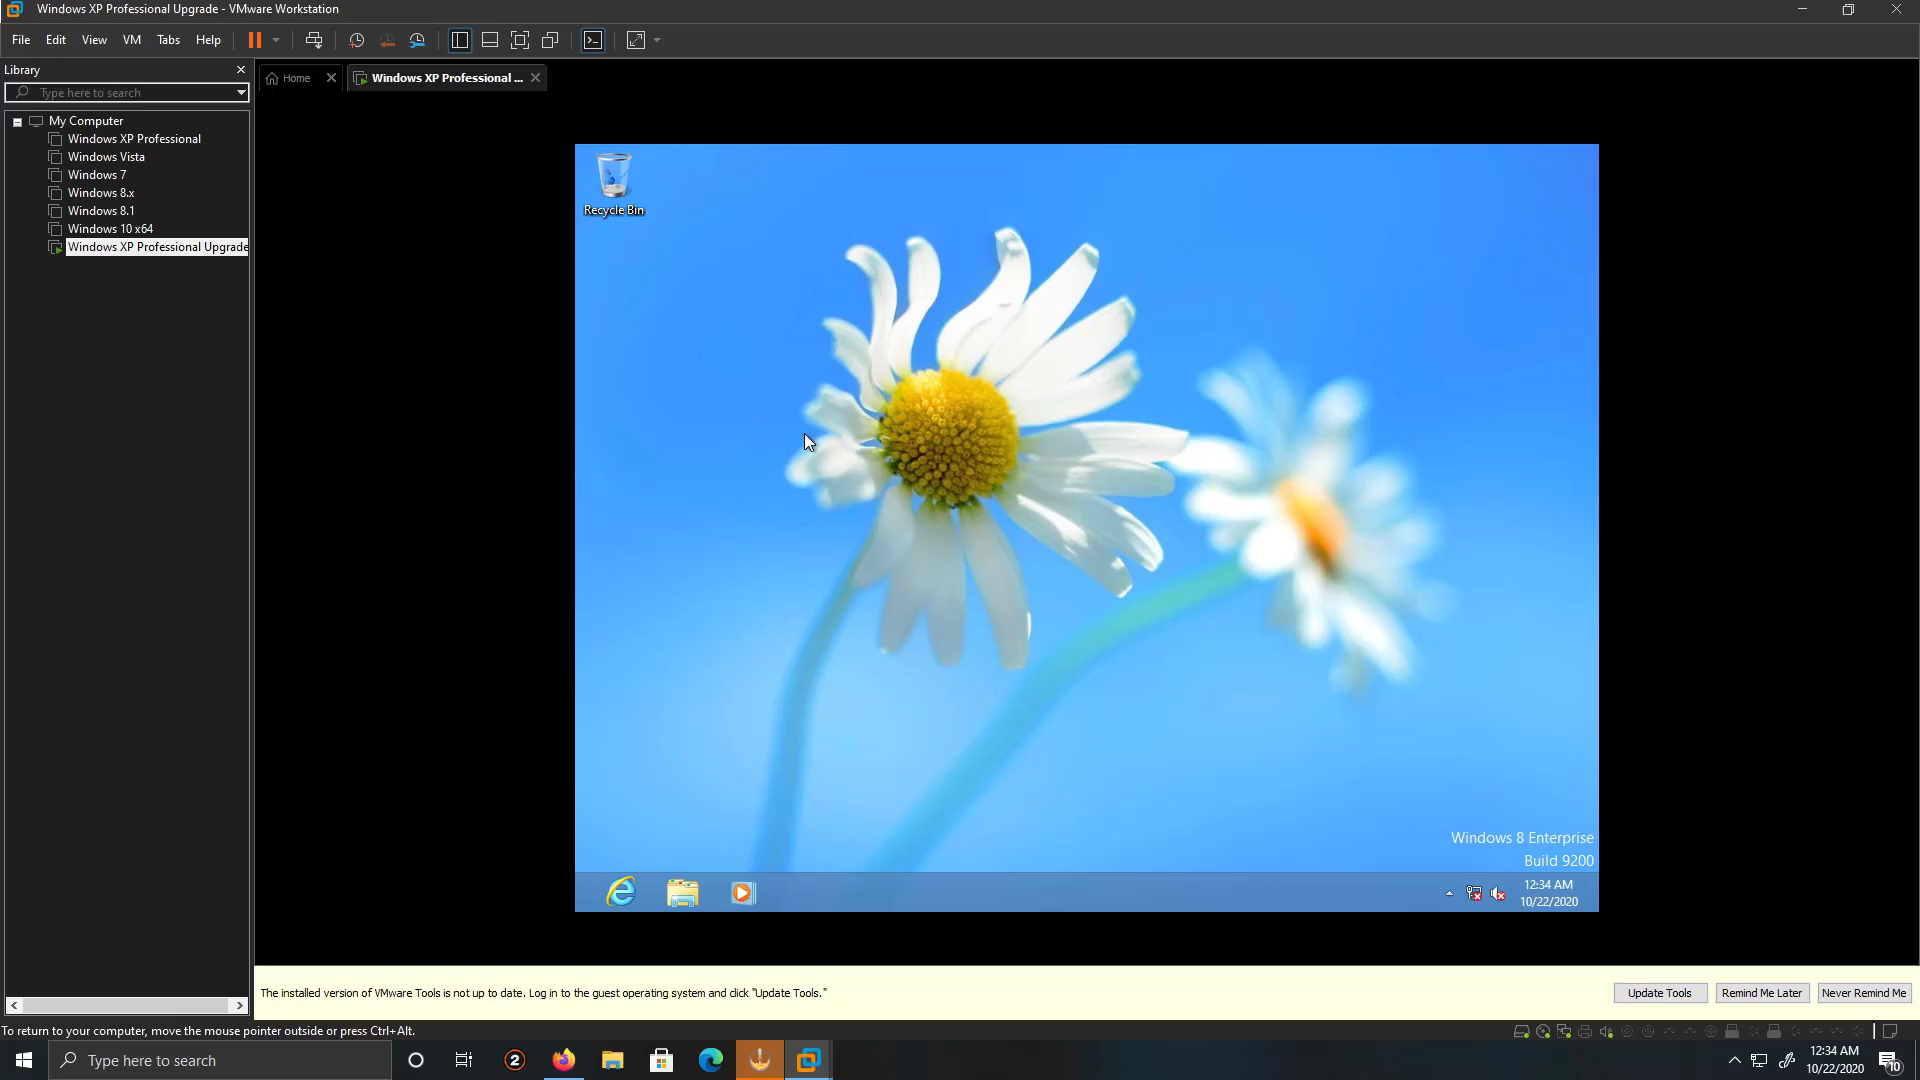 Windows XP Professional Upgrade - VMware Workstation
File Edit View VM Tabs Help
Library
Type here to search
Home
Windows XP Professional ...
My Computer
Windows XP Professional
Windows Vista
Windows 7
Windows 8.x
Windows 8.1
Windows 10 x64
Windows XP Professional Upgrade
Recycle Bin
Windows 8 Enterprise
Build 9200
12:34 AM
10/22/2020
The installed version of VMware Tools is not up to date. Log in to the guest operating system and click "Update Tools."
Update Tools
Remind Me Later
Never Remind Me
To return to your computer, move the mouse pointer outside or press Ctrl+Alt.
Type here to search
2
12:34 AM
10/22/2020
10